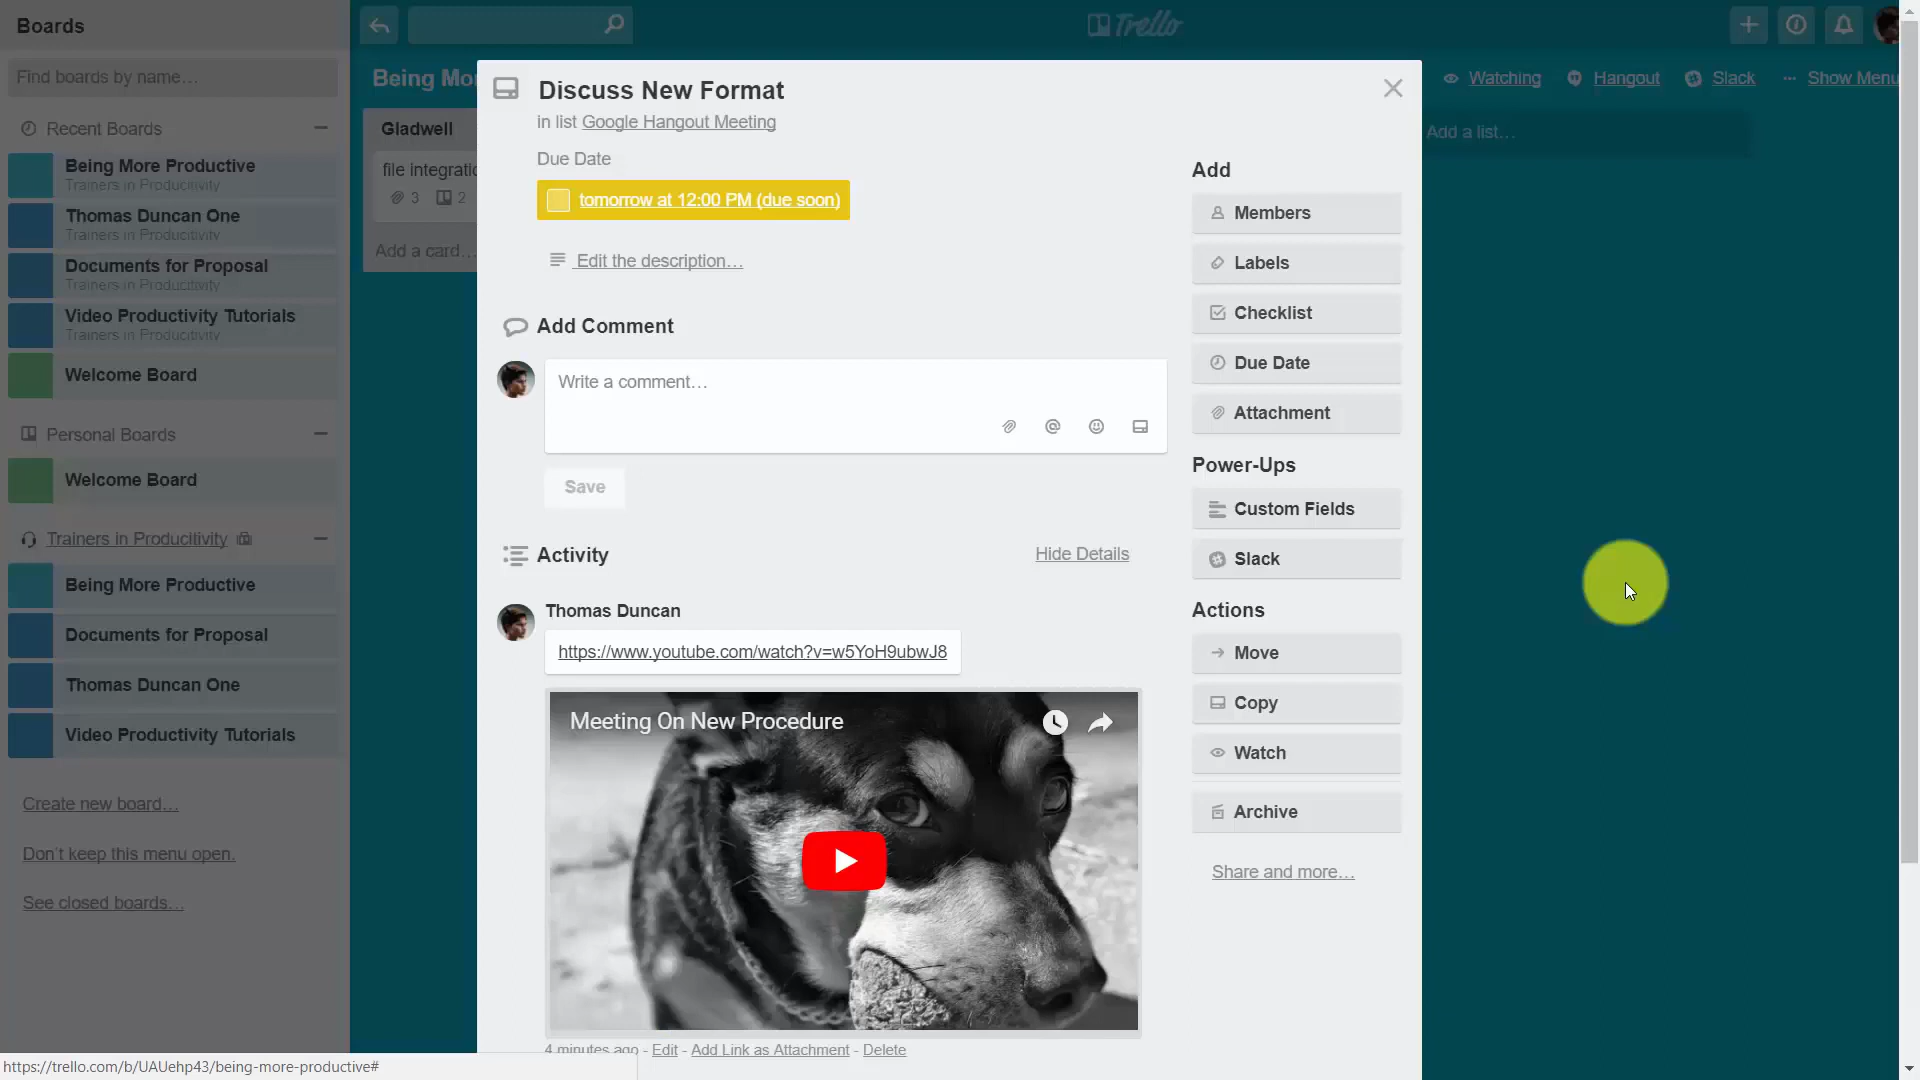 Boards
Find boards by name…
Recent Boards
Being More Productive
Trainers in Producitivity
Thomas Duncan One
Trainers in Producitivity
Documents for Proposal
Trainers in Producitivity
Video Productivity Tutorials
Trainers in Producitivity
Welcome Board
Personal Boards
Welcome Board
Trainers in Producitivity
Being More Productive
Documents for Proposal
Thomas Duncan One
Video Productivity Tutorials
Create new board…
Don't keep this menu open.
See closed boards…
Trello
Being Mo
Watching
Hangout
Slack
Show Menu
Gladwell
file integratio
3
2
Add a card…
Add a list…
Discuss New Format
in list Google Hangout Meeting
Due Date
tomorrow at 12:00 PM (due soon)
Edit the description…
Add Comment
Write a comment…
Save
Activity
Hide Details
Thomas Duncan
https://www.youtube.com/watch?v=w5YoH9ubwJ8
Meeting On New Procedure
4 minutes ago - Edit - Add Link as Attachment - Delete
Add
Members
Labels
Checklist
Due Date
Attachment
Power-Ups
Custom Fields
Slack
Actions
Move
Copy
Watch
Archive
Share and more…
https://trello.com/b/UAUehp43/being-more-productive#